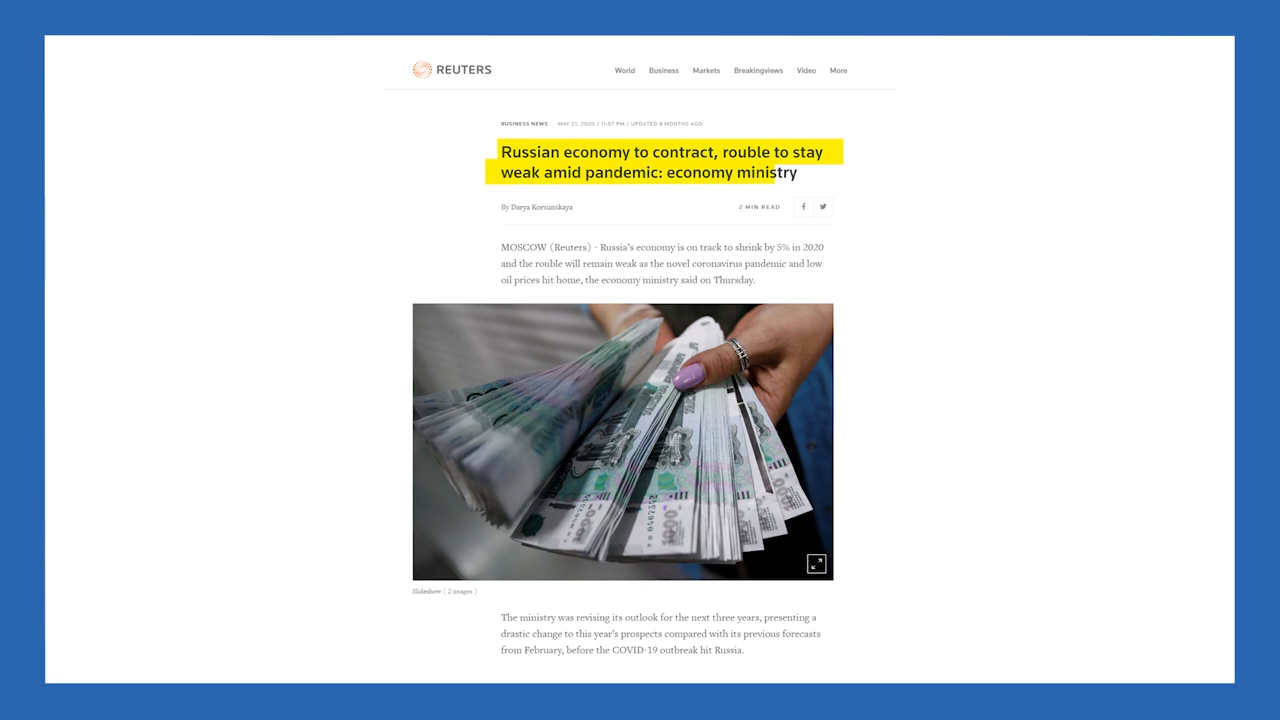 REUTERS
World Business Markets Breakingviews Video More
BUSINESS NEWS MAY 21, 2020 / 11:07 PM / UPDATED 9 MONTHS AGO
Russian economy to contract, rouble to stay
weak amid pandemic: economy ministry
By Darya Korsunskaya
2 MIN READ
MOSCOW (Reuters) - Russia's economy is on track to shrink by 5% in 2020
and the rouble will remain weak as the novel coronavirus pandemic and low
oil prices hit home, the economy ministry said on Thursday.
1000
1000
1000
Slideshow ( 2 images )
The ministry was revising its outlook for the next three years, presenting a
drastic change to this year's prospects compared with its previous forecasts
from February, before the COVID-19 outbreak hit Russia.